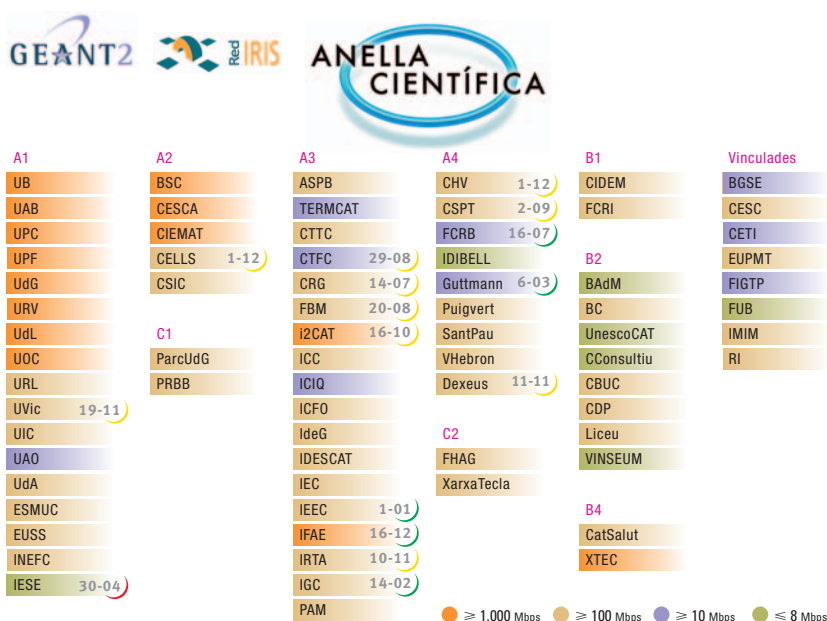 GEANT2
Red IRIS
ANELLA
CIENTÍFICA
A1
UB
UAB
UPC
UPF
UdG
URV
UdL
UOC
URL
UVic 19-11
UIC
UAO
UdA
ESMUC
EUSS
INEFC
IESE 30-04
A2
BSC
CESCA
CIEMAT
CELLS 1-12
CSIC
C1
ParcUdG
PRBB
A3
ASPB
TERMCAT
CTTC
CTFC 29-08
CRG 14-07
FBM 20-08
i2CAT 16-10
ICC
ICIQ
ICFO
IdeG
IDESCAT
IEC
IEEC 1-01
IFAE 16-12
IRTA 10-11
IGC 14-02
PAM
A4
CHV 1-12
CSPT 2-09
FCRB 16-07
IDIBELL
Guttmann 6-03
Puigvert
SantPau
VHebron
Dexeus 11-11
C2
FHAG
XarxaTecla
B1
CIDEM
FCRI
B2
BAdM
BC
UnescoCAT
CConsultiu
CBUC
CDP
Liceu
VINSEUM
B4
CatSalut
XTEC
Vinculades
BGSE
CESC
CETI
EUPMT
FIGTP
FUB
IMIM
RI
≥ 1.000 Mbps ≥ 100 Mbps ≥ 10 Mbps ≤ 8 Mbps